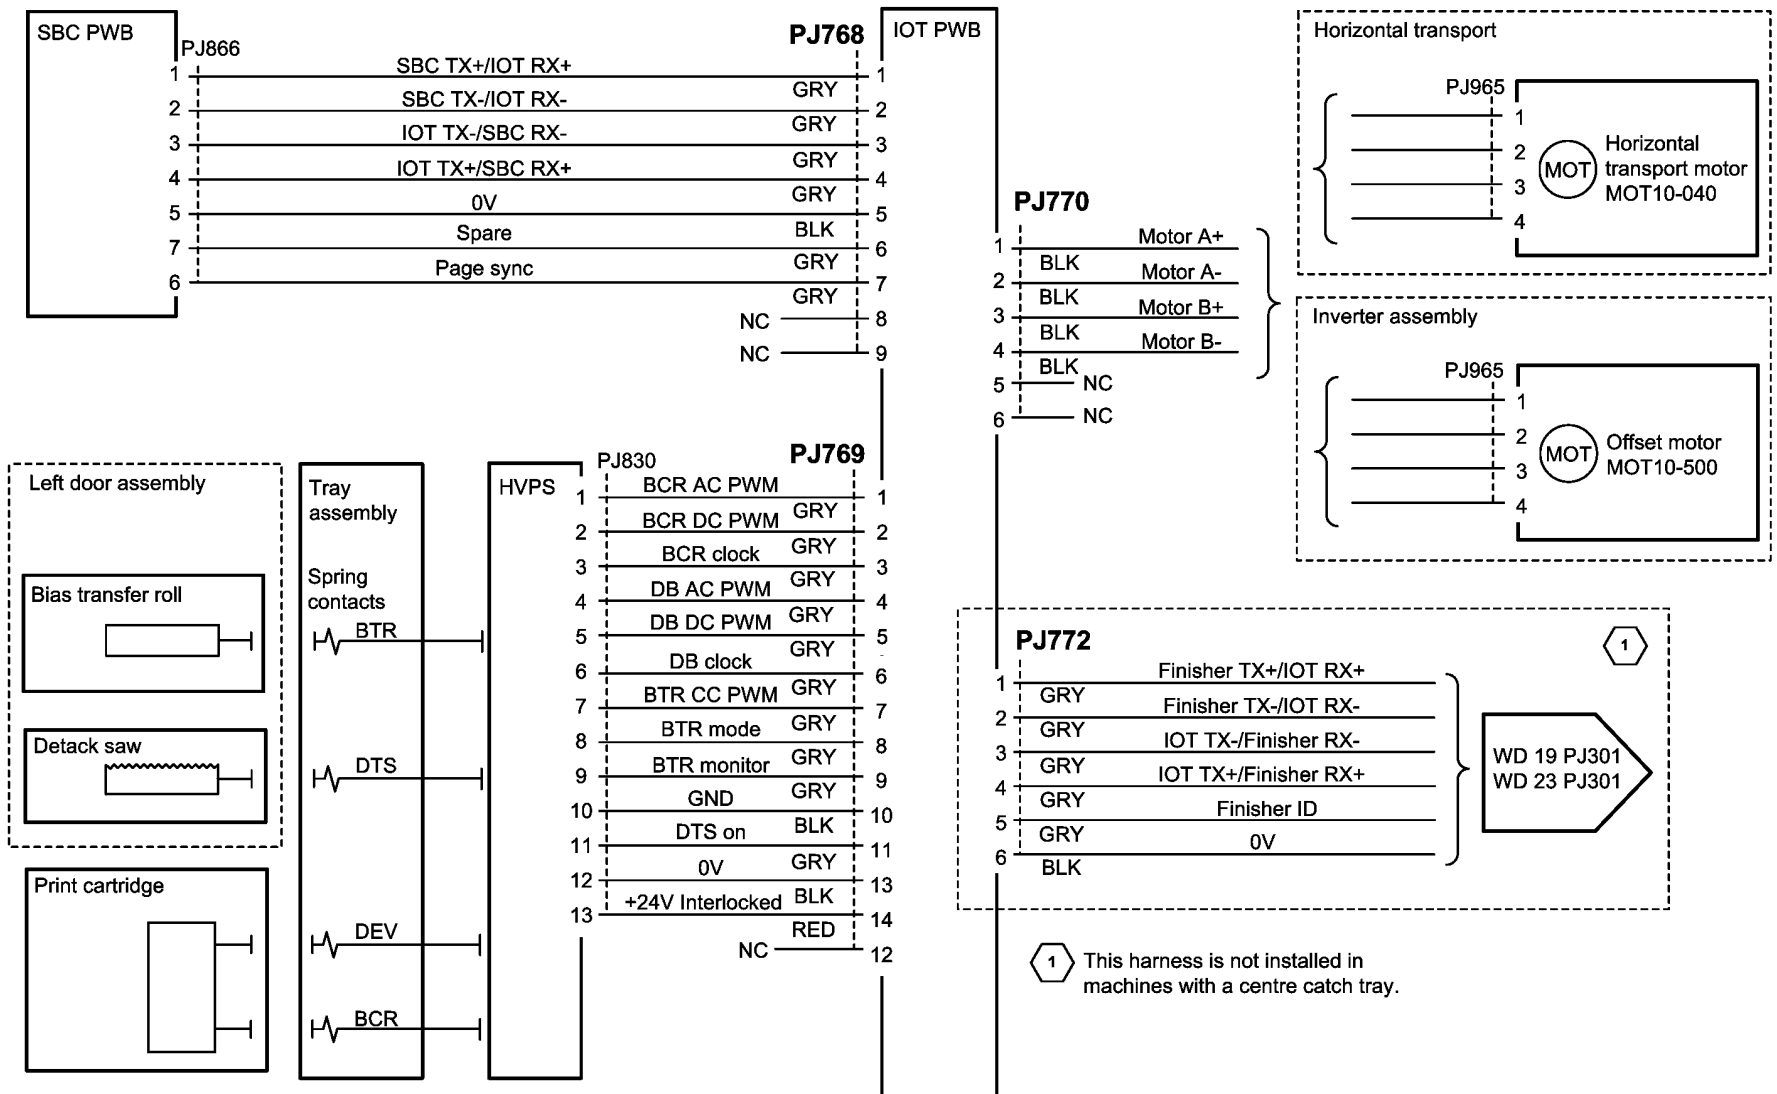 SBC PWB
PJ866
PJ768
IOT PWB
1 SBC TX+/IOT RX+ GRY 1
2 SBC TX-/IOT RX- GRY 2
3 IOT TX-/SBC RX- GRY 3
4 IOT TX+/SBC RX+ GRY 4
5 0V BLK 5
7 Spare GRY 6
6 Page sync GRY 7
NC 8
NC 9
PJ770
1 Motor A+ BLK
2 Motor A- BLK
3 Motor B+ BLK
4 Motor B- BLK
5 NC
6 NC
Horizontal transport
PJ965
1
2
3
4
MOT
Horizontal
transport motor
MOT10-040
Inverter assembly
PJ965
1
2
3
4
MOT
Offset motor
MOT10-500
Left door assembly
Bias transfer roll
Detack saw
Print cartridge
Tray
assembly
Spring
contacts
BTR
DTS
DEV
BCR
HVPS
PJ830
PJ769
1 BCR AC PWM GRY 1
2 BCR DC PWM GRY 2
3 BCR clock GRY 3
4 DB AC PWM GRY 4
5 DB DC PWM GRY 5
6 DB clock GRY 6
7 BTR CC PWM GRY 7
8 BTR mode GRY 8
9 BTR monitor GRY 9
10 GND BLK 10
11 DTS on GRY 11
12 0V BLK 13
13 +24V Interlocked RED 14
NC 12
PJ772
1
1 Finisher TX+/IOT RX+ GRY
2 Finisher TX-/IOT RX- GRY
3 IOT TX-/Finisher RX- GRY
4 IOT TX+/Finisher RX+ GRY
5 Finisher ID GRY
6 0V BLK
WD 19 PJ301
WD 23 PJ301
1 This harness is not installed in
machines with a centre catch tray.